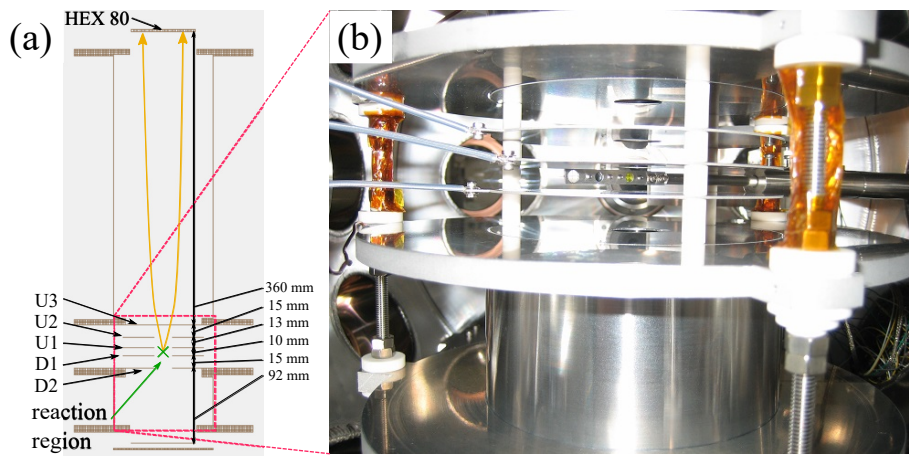 (a)
HEX 80
(b)
U3
U2
U1
D1
D2
reaction
region
360 mm
15 mm
13 mm
10 mm
15 mm
92 mm